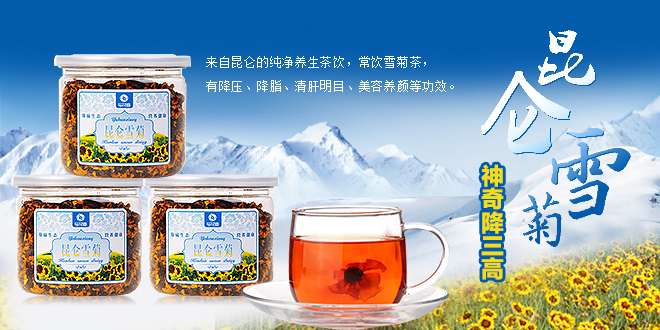 来自昆仑的纯净养生茶饮，常饮雪菊茶，
有降压、降脂、清肝明目、美容养颜等功效。
昆仑雪菊
神奇降三高
昆仑雪菊
昆仑雪菊
昆仑雪菊